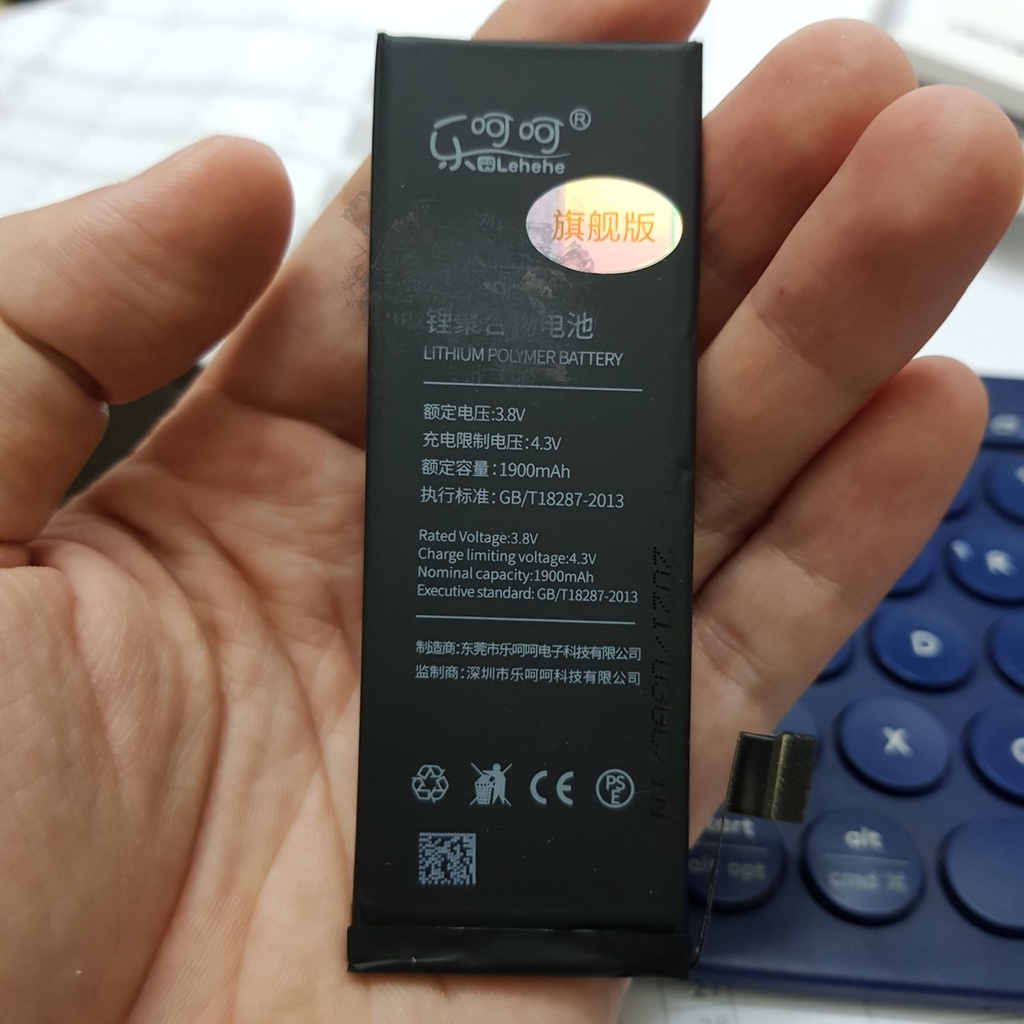 乐呵呵®
Lehehe
旗舰版
锂聚合物电池
LITHIUM POLYMER BATTERY
额定电压:3.8V
充电限制电压:4.3V
额定容量:1900mAh
执行标准:GB/T18287-2013
Rated Voltage:3.8V
Charge limiting voltage:4.3V
Nominal capacity:1900mAh
Executive standard: GB/T18287-2013
制造商:东莞市乐呵呵电子科技有限公司
监制商:深圳市乐呵呵科技有限公司
CE
PSE
R
D
X
alt
alt opt
cmd ⌘